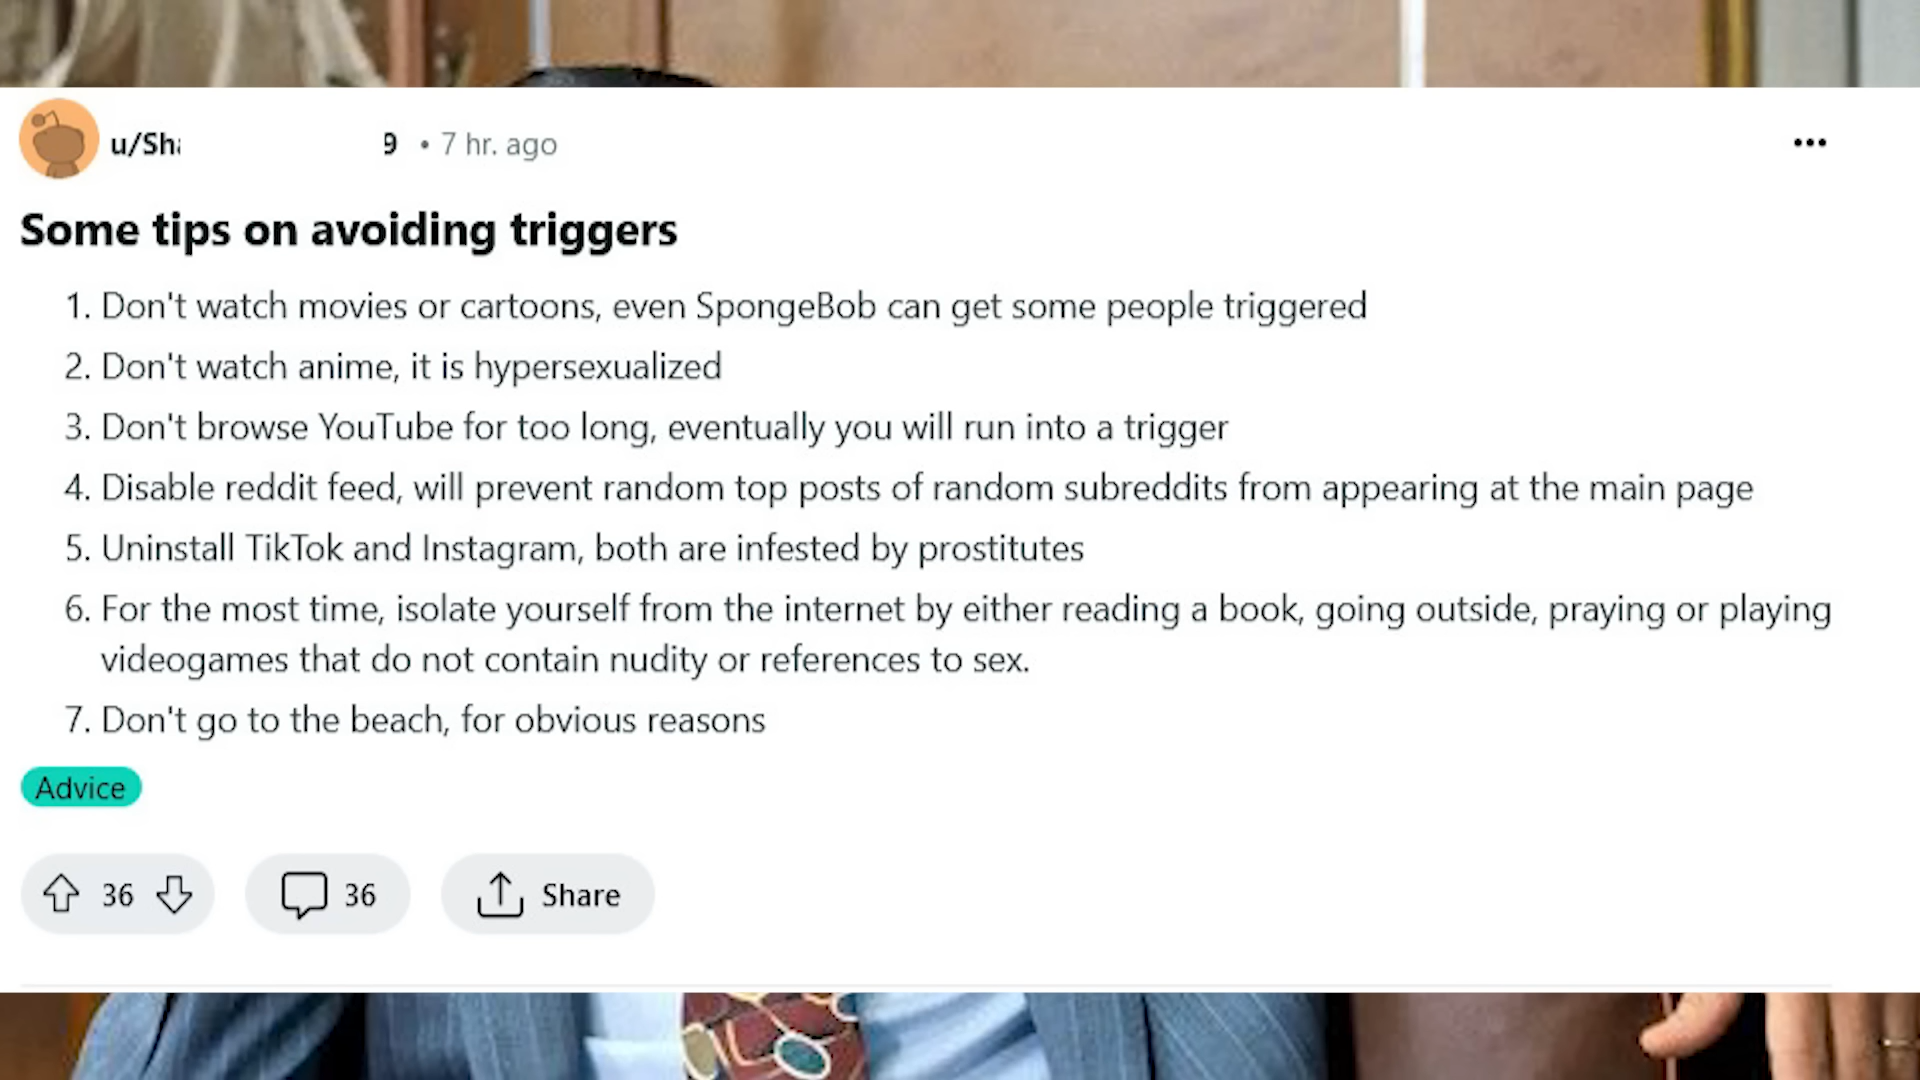 u/Sh 9 • 7 hr. ago
Some tips on avoiding triggers
1. Don't watch movies or cartoons, even SpongeBob can get some people triggered
2. Don't watch anime, it is hypersexualized
3. Don't browse YouTube for too long, eventually you will run into a trigger
4. Disable reddit feed, will prevent random top posts of random subreddits from appearing at the main page
5. Uninstall TikTok and Instagram, both are infested by prostitutes
6. For the most time, isolate yourself from the internet by either reading a book, going outside, praying or playing
videogames that do not contain nudity or references to sex.
7. Don't go to the beach, for obvious reasons
Advice
36 36 Share